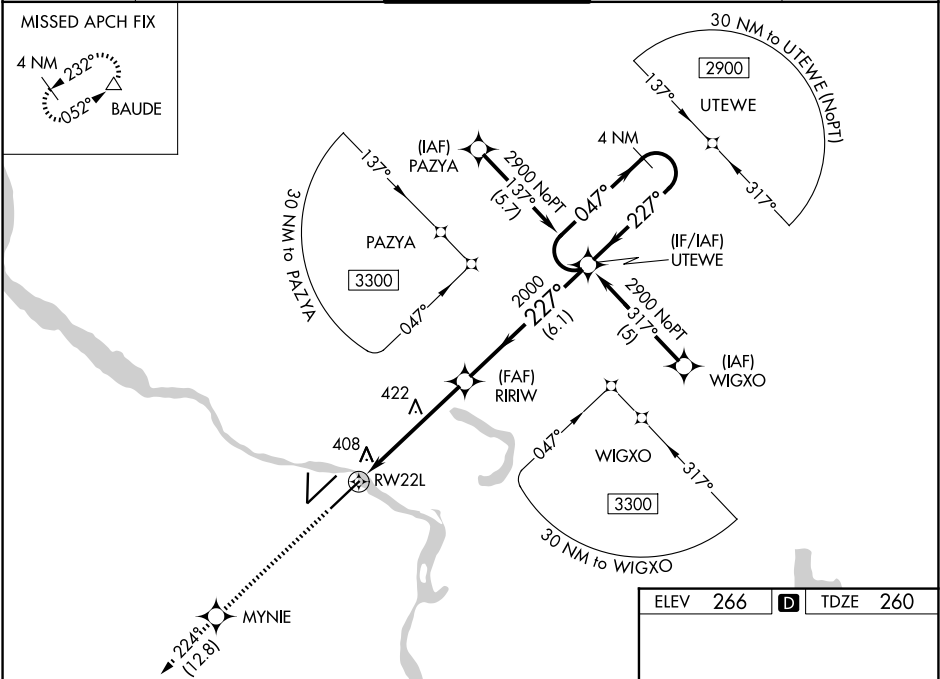 MISSED APCH FIX
4 NM
232°
052°
BAUDE
30 NM to UTEWE (NoPT)
2900
137°
UTEWE
317°
(IAF)
PAZYA
2900 NoPT
137°
(5.7)
4 NM
047°
227°
137°
PAZYA
3300
047°
30 NM to PAZYA
(IF/IAF)
UTEWE
2000
227°
(6.1)
2900 NoPT
317°
(5)
(IAF)
WIGXO
(FAF)
RIRIW
422
408
RW22L
047°
WIGXO
317°
3300
30 NM to WIGXO
MYNIE
224°
(12.8)
ELEV 266 D TDZE 260